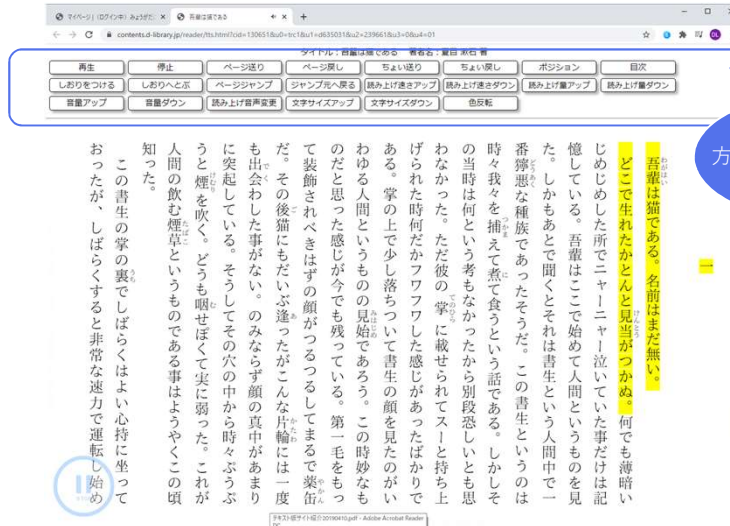 マイページ | (ログイン中) みょうがだ
吾輩は猫である
contents.d-library.jp/reader/tts.html?cid=130651&u0=trc1&u1=d635031&u2=239661&u3=0&u4=01
タイトル：吾輩は猫である 著者名：夏目 漱石 著
再生 停止 ページ送り ページ戻し ちょい送り ちょい戻し ポジション 目次
しおりをつける しおりへとぶ ページジャンプ ジャンプ元へ戻る 読み上げ速さアップ 読み上げ速さダウン 読み上げ量アップ 読み上げ量ダウン
音量アップ 音量ダウン 読み上げ音声変更 文字サイズアップ 文字サイズダウン 色反転
方
一
吾輩は猫である。名前はまだ無い。
どこで生れたかとんと見当がつかぬ。何でも薄暗い
じめじめした所でニャーニャー泣いていた事だけは記
憶している。吾輩はここで始めて人間というものを見
た。しかもあとで聞くとそれは書生という人間中で一
番獰悪な種族であったそうだ。この書生というのは
時々我々を捕えて煮て食うという話である。しかしそ
の当時は何という考もなかったから別段恐しいとも思
わなかった。ただ彼の掌に載せられてスーと持ち上
げられた時何だかフワフワした感じがあったばかりで
ある。掌の上で少し落ちついて書生の顔を見たのがい
わゆる人間というものの見始であろう。この時妙なも
のだと思った感じが今でも残っている。第一毛をもっ
て装飾されべきはずの顔がつるつるしてまるで薬缶
だ。その後猫にもだいぶ逢ったがこんな片輪には一度
も出会わした事がない。のみならず顔の真中があまり
に突起している。そうしてその穴の中から時々ぷうぷ
うと煙を吹く。どうも咽せぽくて実に弱った。これが
人間の飲む煙草というものである事はようやくこの頃
知った。
この書生の掌の裏でしばらくはよい心持に坐って
おったが、しばらくすると非常な速力で運転し始め
テキスト版サイト紹介20190410.pdf - Adobe Acrobat Reader
DC